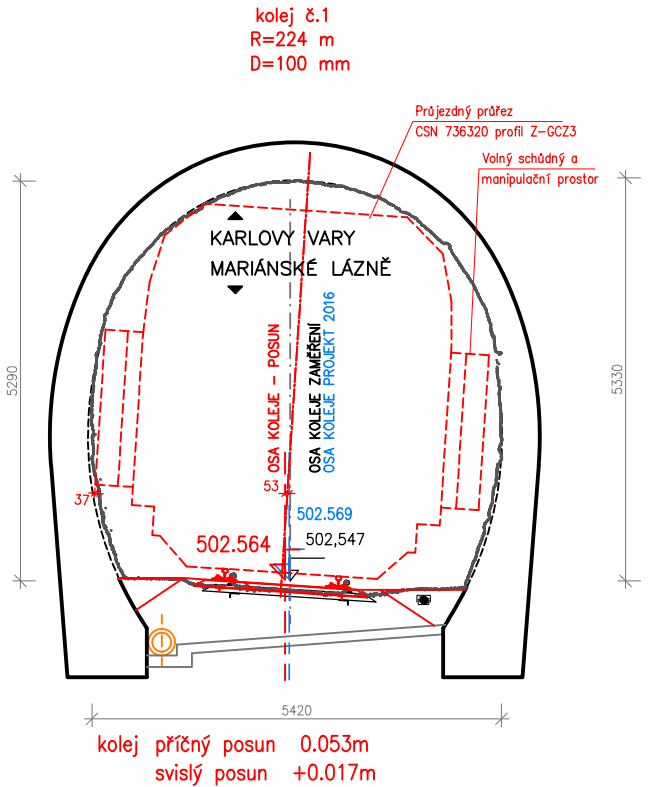 kolej č.1
R=224 m
D=100 mm
Průjezdný průřez
CSN 736320 profil Z-GCZ3
Volný schůdný a
manipulační prostor
KARLOVY VARY
MARIÁNSKÉ LÁZNĚ
OSA KOLEJE - POSUN
OSA KOLEJE ZAMĚŘENÍ
OSA KOLEJE PROJEKT 2016
5290
5330
37
53
502.569
502.564
502,547
5420
kolej příčný posun 0.053m
svislý posun +0.017m